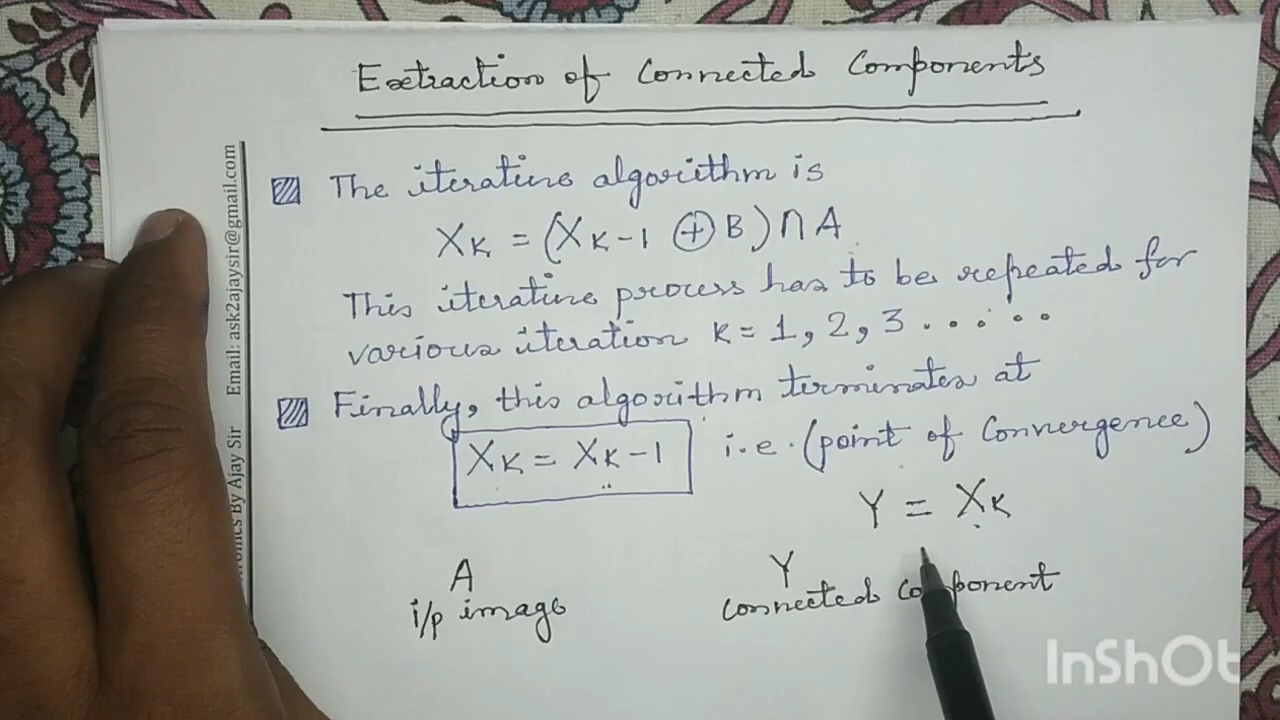 Extraction of Connected Components
The iterative algorithm is
XK = (XK-1 ⊕ B) ∩ A
This iterative process has to be repeated for
various iteration K = 1, 2, 3 . . . . . .
Finally, this algorithm terminates at
XK = XK-1 i.e. (point of Convergence)
Y = XK
A Y
i/p image connected component
By Ajay Sir Email: ask2ajaysir@gmail.com
InShOt